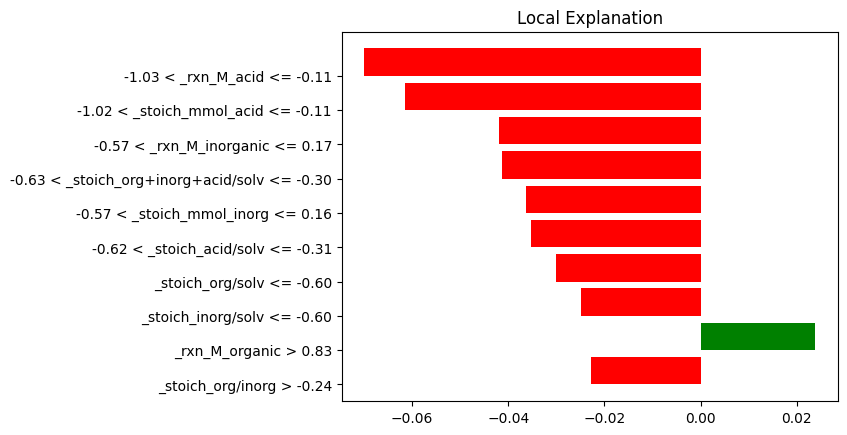 Local Explanation
-1.03 < _rxn_M_acid <= -0.11
-1.02 < _stoich_mmol_acid <= -0.11
-0.57 < _rxn_M_inorganic <= 0.17
-0.63 < _stoich_org+inorg+acid/solv <= -0.30
-0.57 < _stoich_mmol_inorg <= 0.16
-0.62 < _stoich_acid/solv <= -0.31
_stoich_org/solv <= -0.60
_stoich_inorg/solv <= -0.60
_rxn_M_organic > 0.83
_stoich_org/inorg > -0.24
−0.06 −0.04 −0.02 0.00 0.02